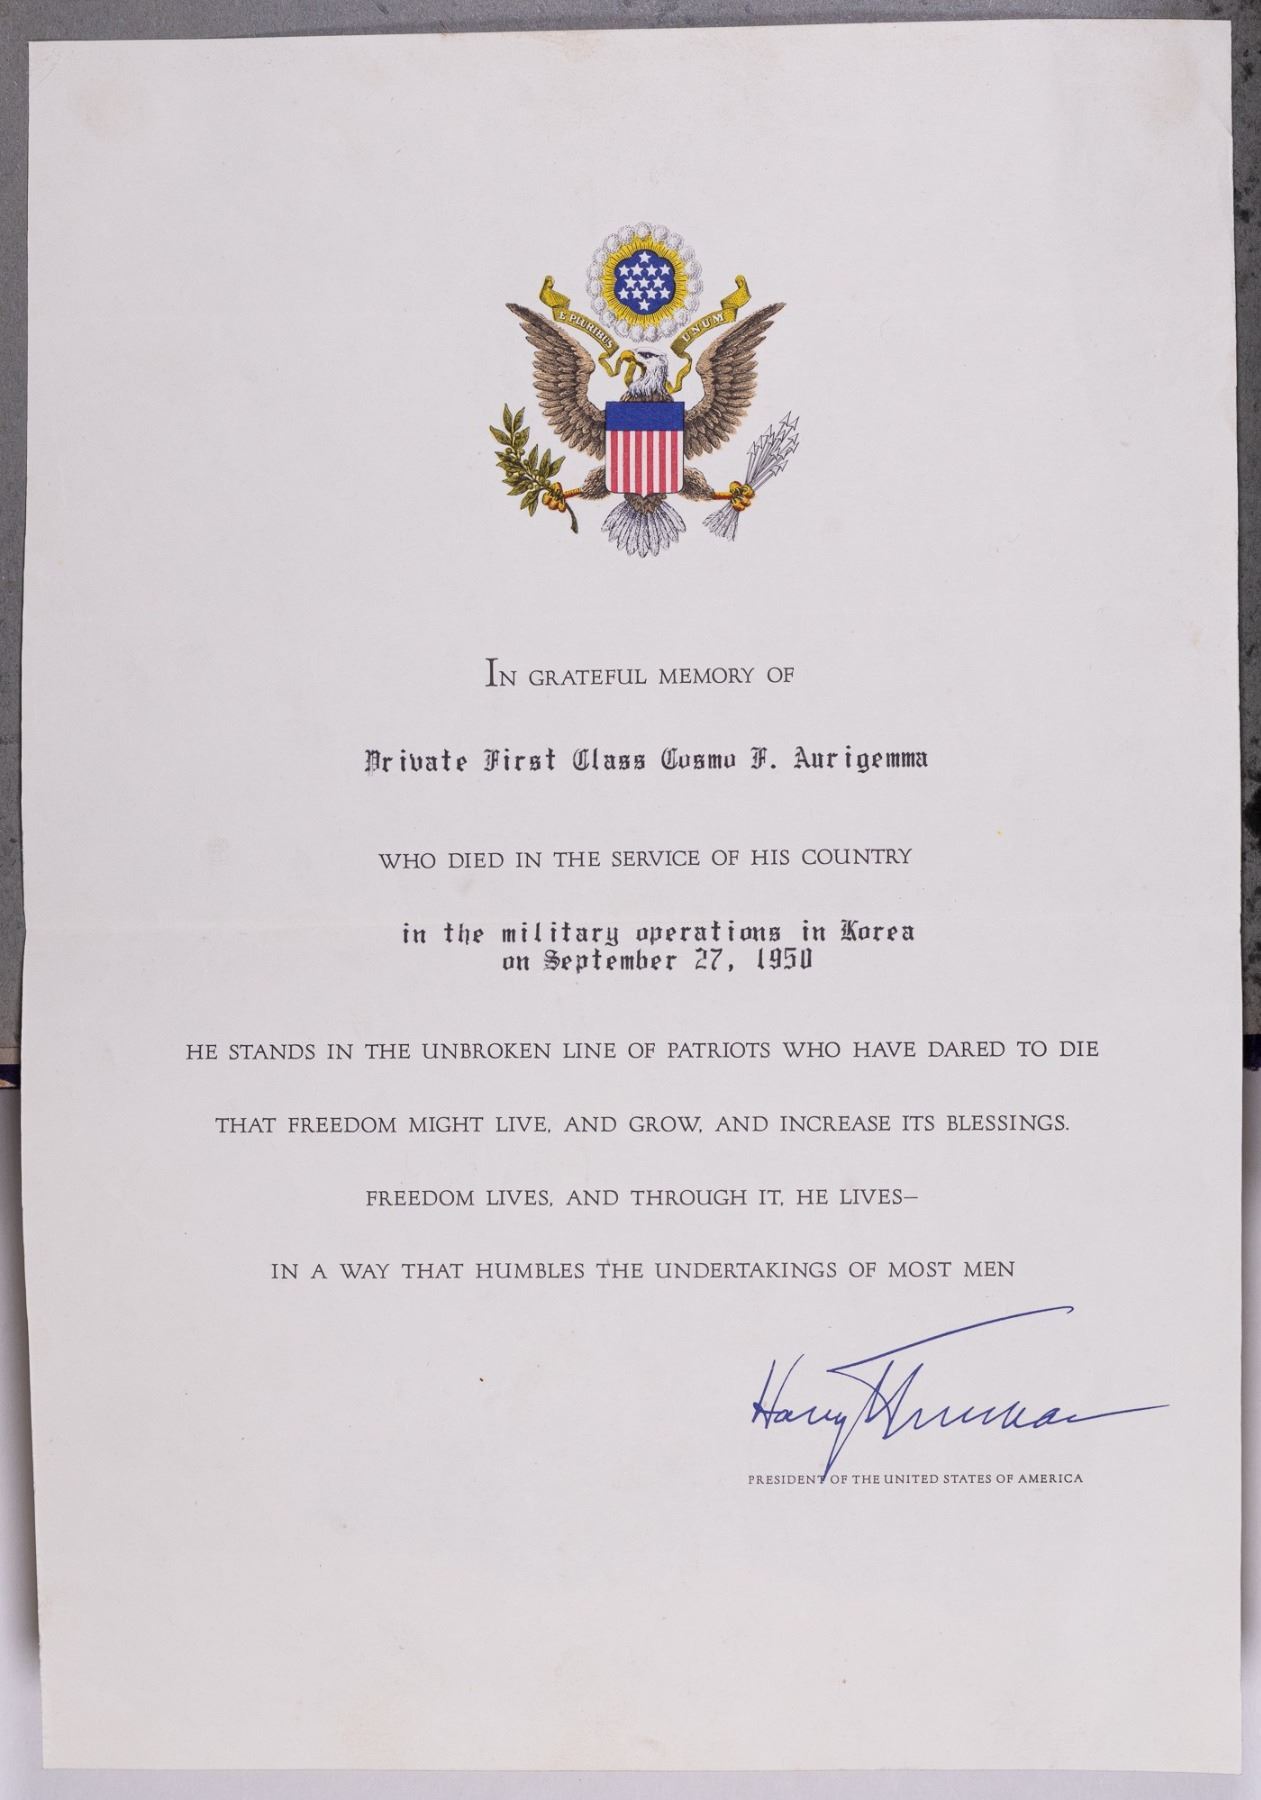 E PLURIBUS UNUM
IN GRATEFUL MEMORY OF
Private First Class Cosmo F. Aurigemma
WHO DIED IN THE SERVICE OF HIS COUNTRY
in the military operations in Korea
on September 27, 1950
HE STANDS IN THE UNBROKEN LINE OF PATRIOTS WHO HAVE DARED TO DIE
THAT FREEDOM MIGHT LIVE, AND GROW, AND INCREASE ITS BLESSINGS.
FREEDOM LIVES, AND THROUGH IT, HE LIVES—
IN A WAY THAT HUMBLES THE UNDERTAKINGS OF MOST MEN
Harry Truman
PRESIDENT OF THE UNITED STATES OF AMERICA